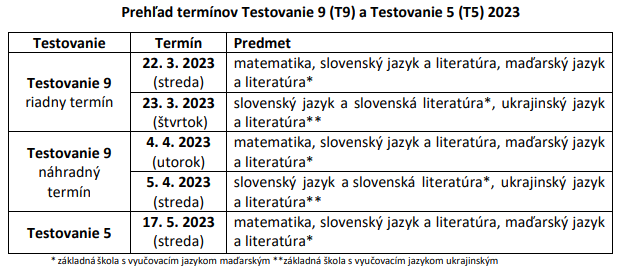 Prehľad termínov Testovanie 9 (T9) a Testovanie 5 (T5) 2023
Testovanie Termín Predmet
Testovanie 9
riadny termín
22. 3. 2023
(streda)
matematika, slovenský jazyk a literatúra, maďarský jazyk
a literatúra*
23. 3. 2023
(štvrtok)
slovenský jazyk a slovenská literatúra*, ukrajinský jazyk
a literatúra**
Testovanie 9
náhradný
termín
4. 4. 2023
(utorok)
matematika, slovenský jazyk a literatúra, maďarský jazyk
a literatúra*
5. 4. 2023
(streda)
slovenský jazyk a slovenská literatúra*, ukrajinský jazyk
a literatúra**
Testovanie 5
17. 5. 2023
(streda)
matematika, slovenský jazyk a literatúra, maďarský jazyk
a literatúra*
* základná škola s vyučovacím jazykom maďarským **základná škola s vyučovacím jazykom ukrajinským